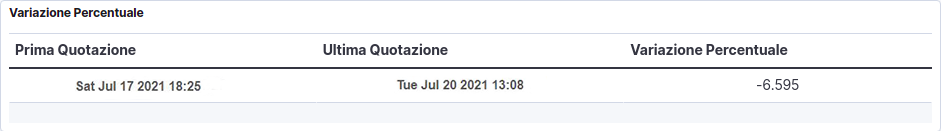 Variazione Percentuale
Prima Quotazione Ultima Quotazione Variazione Percentuale
Sat Jul 17 2021 18:25 Tue Jul 20 2021 13:08 -6.595